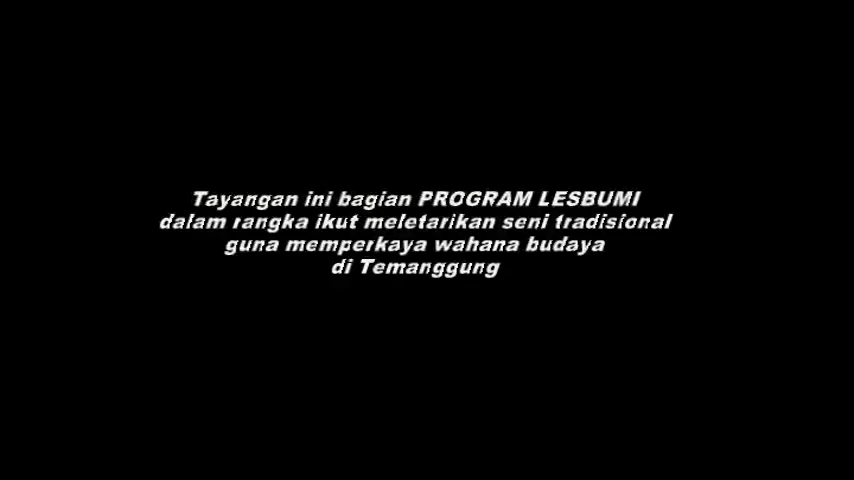 Tayangan ini bagian PROGRAM LESBUMI
dalam rangka ikut meletarikan seni tradisional
guna memperkaya wahana budaya
di Temanggung